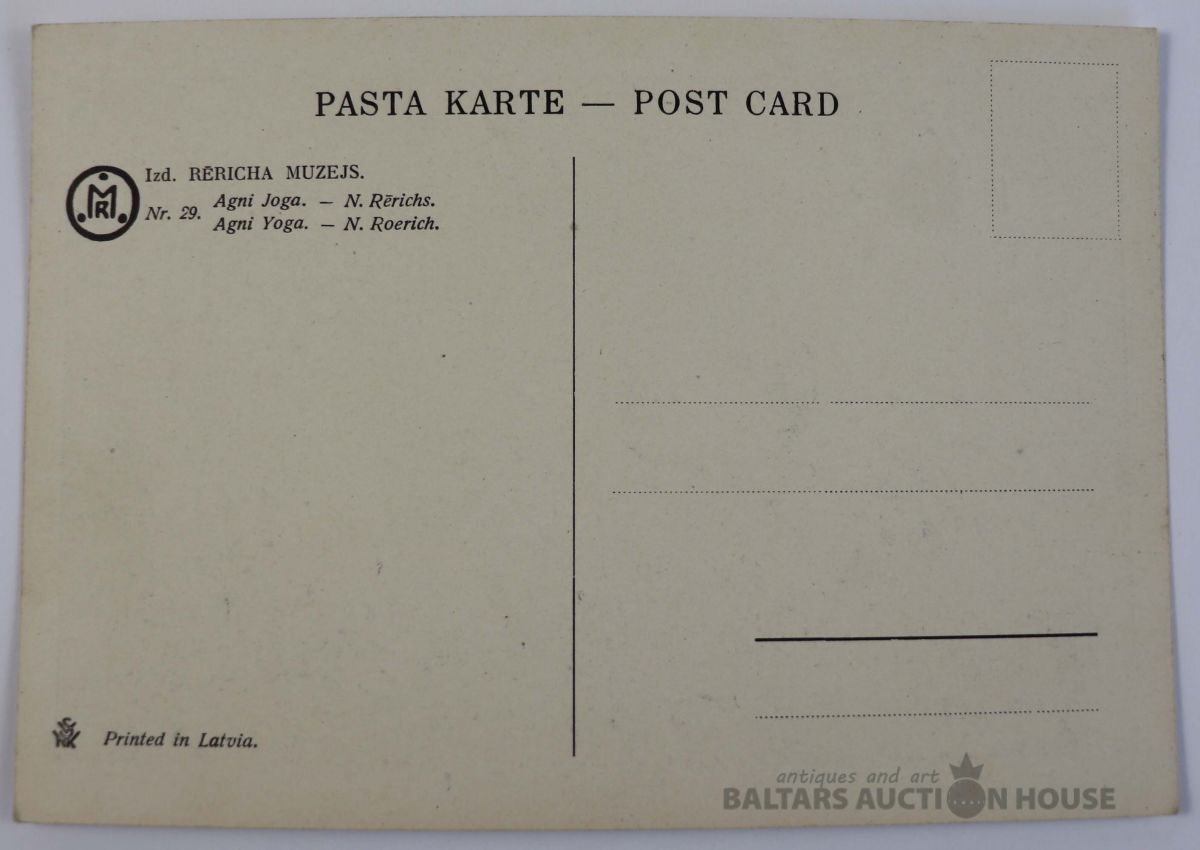 PASTA KARTE — POST CARD
Izd. RĒRICHA MUZEJS.
Nr. 29. Agni Joga. — N. Rērichs.
Agni Yoga. — N. Roerich.
Printed in Latvia.
antiques and art
BALTARS AUCTION HOUSE